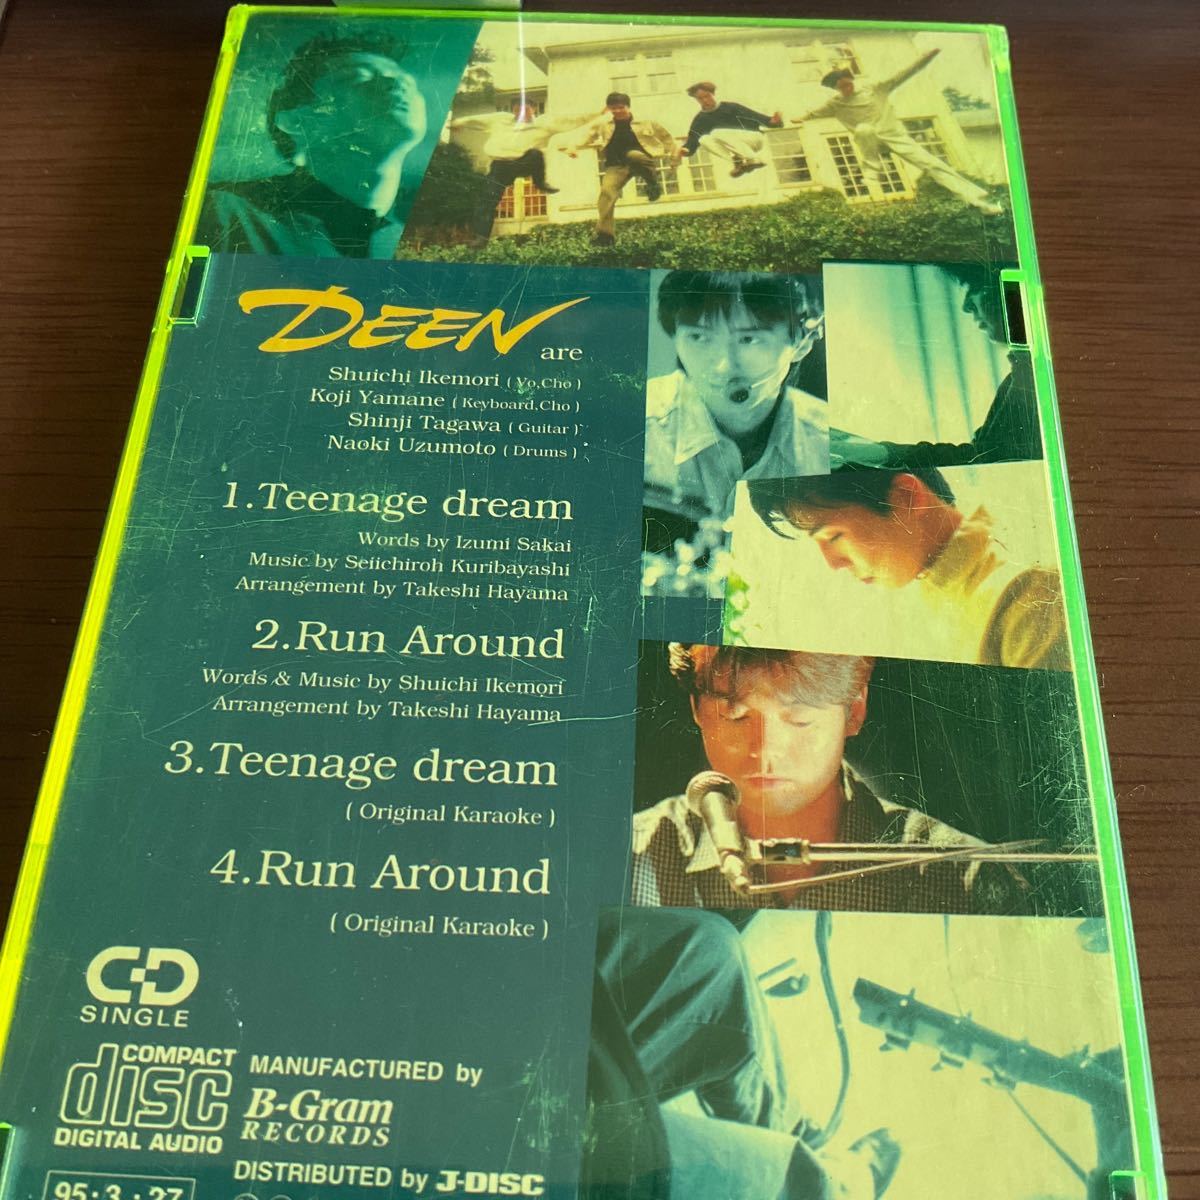 DEEN are
Shuichi Ikemori ( Vo,Cho )
Koji Yamane ( Keyboard,Cho )
Shinji Tagawa ( Guitar )
Naoki Uzumoto ( Drums )
1.Teenage dream
Words by Izumi Sakai
Music by Seiichiroh Kuribayashi
Arrangement by Takeshi Hayama
2.Run Around
Words & Music by Shuichi Ikemori
Arrangement by Takeshi Hayama
3.Teenage dream
( Original Karaoke )
4.Run Around
( Original Karaoke )
CD
SINGLE
COMPACT
disc
DIGITAL AUDIO
MANUFACTURED by
B-Gram
RECORDS
DISTRIBUTED by J-DISC
95・3・27